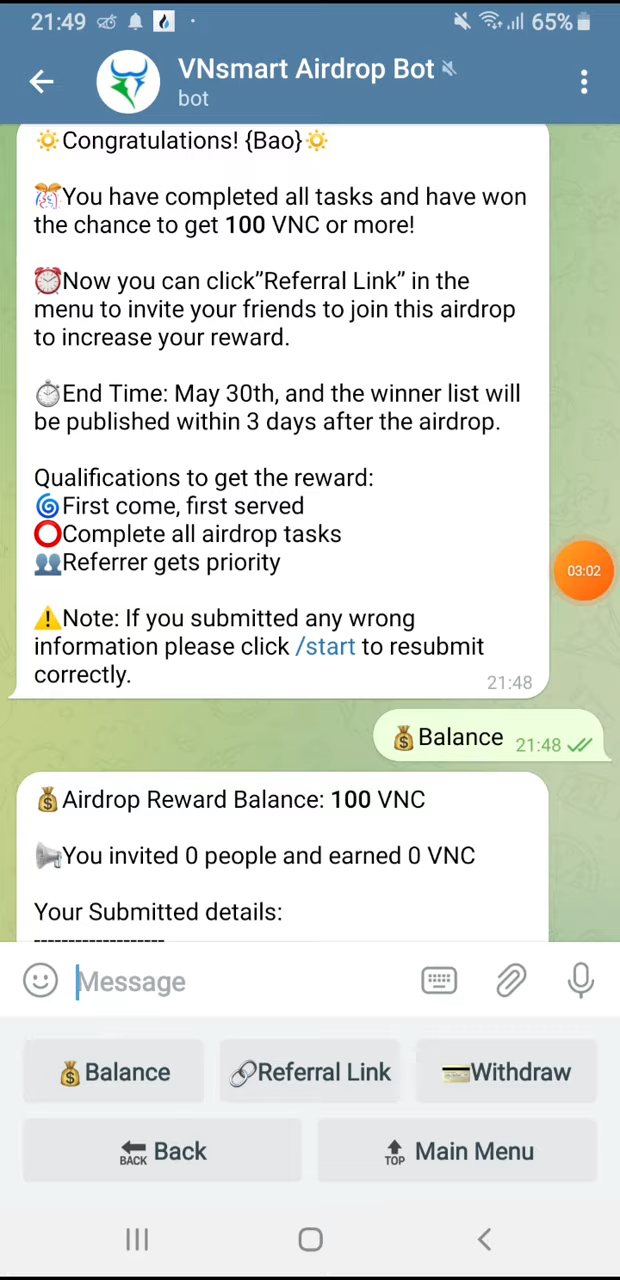 21:49
65%
VNsmart Airdrop Bot
bot
Congratulations! {Bao}
You have completed all tasks and have won
the chance to get 100 VNC or more!
Now you can click”Referral Link” in the
menu to invite your friends to join this airdrop
to increase your reward.
End Time: May 30th, and the winner list will
be published within 3 days after the airdrop.
Qualifications to get the reward:
First come, first served
Complete all airdrop tasks
Referrer gets priority
03:02
Note: If you submitted any wrong
information please click /start to resubmit
correctly.
21:48
Balance 21:48
Airdrop Reward Balance: 100 VNC
You invited 0 people and earned 0 VNC
Your Submitted details:
-------------------
Message
Balance
Referral Link
Withdraw
BACK Back
TOP Main Menu